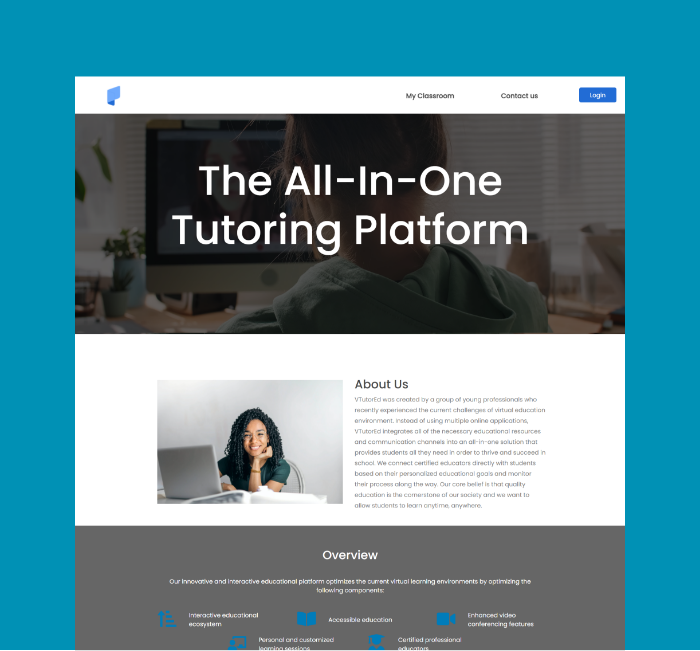 My Classroom
Contact us
Login
The All-In-One
Tutoring Platform
About Us
VTutorEd was created by a group of young professionals who
recently experienced the current challenges of virtual education
environment. Instead of using multiple online applications,
VTutorEd integrates all of the necessary educational resources
and communication channels into an all-in-one solution that
provides students all they need in order to thrive and succeed in
school. We connect certified educators directly with students
based on their personalized educational goals and monitor
their process along the way. Our core belief is that quality
education is the cornerstone of our society and we want to
allow students to learn anytime, anywhere.
Overview
Our innovative and interactive educational platform optimizes the current virtual learning environments by optimizing the
following components:
Interactive educational
ecosystem
Accessible education
Enhanced video
conferencing features
Personal and customized
learning sessions
Certified professional
educators